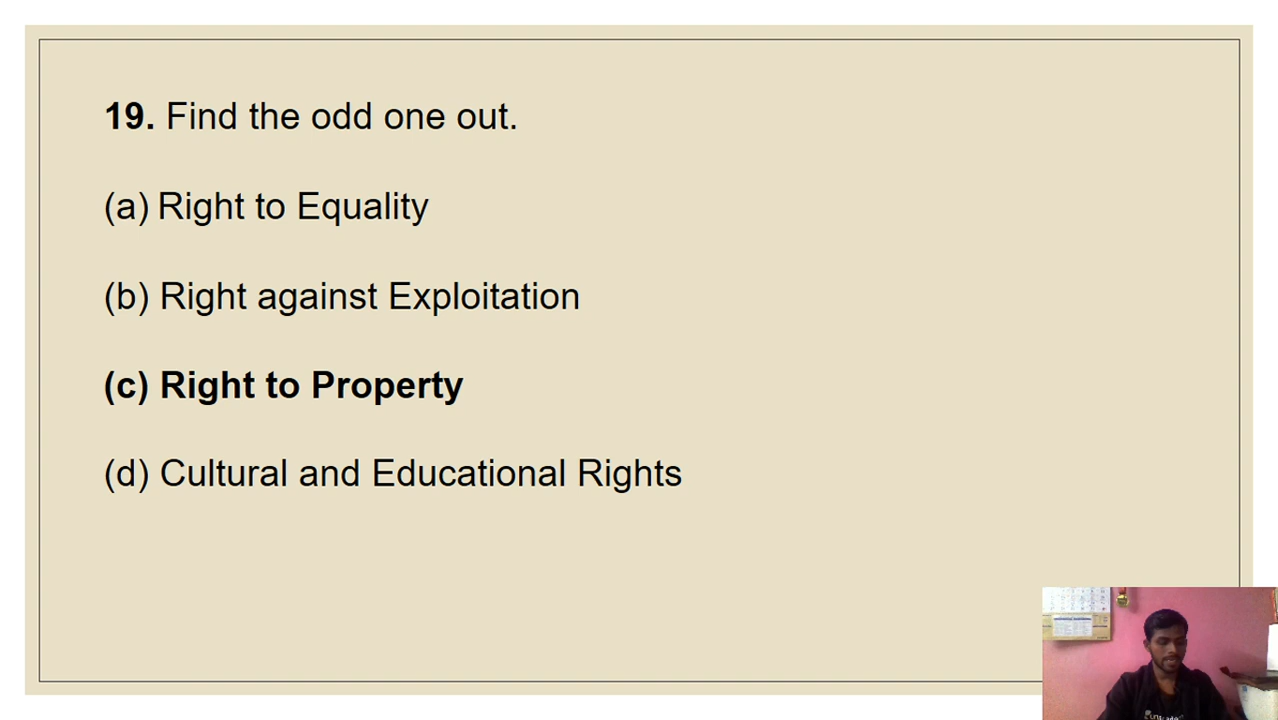 19. Find the odd one out.
(a) Right to Equality
(b) Right against Exploitation
(c) Right to Property
(d) Cultural and Educational Rights